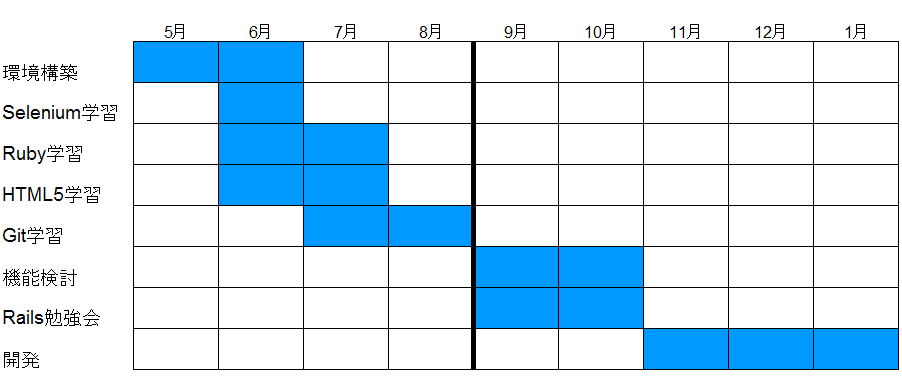 5月 6月 7月 8月 9月 10月 11月 12月 1月
環境構築
Selenium学習
Ruby学習
HTML5学習
Git学習
機能検討
Rails勉強会
開発